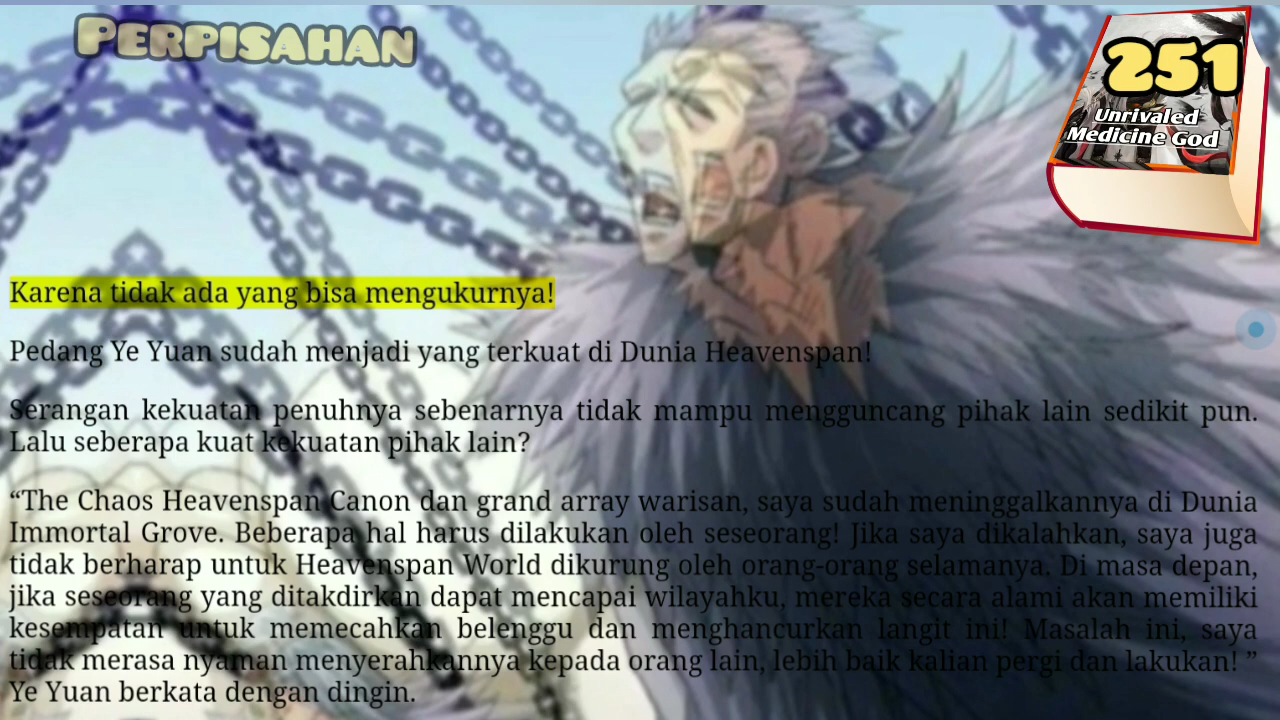 PERPISAHAN
251
Unrivaled
Medicine God
Karena tidak ada yang bisa mengukurnya!
Pedang Ye Yuan sudah menjadi yang terkuat di Dunia Heavenspan!
Serangan kekuatan penuhnya sebenarnya tidak mampu mengguncang pihak lain sedikit pun.
Lalu seberapa kuat kekuatan pihak lain?
“The Chaos Heavenspan Canon dan grand array warisan, saya sudah meninggalkannya di Dunia
Immortal Grove. Beberapa hal harus dilakukan oleh seseorang! Jika saya dikalahkan, saya juga
tidak berharap untuk Heavenspan World dikurung oleh orang-orang selamanya. Di masa depan,
jika seseorang yang ditakdirkan dapat mencapai wilayahku, mereka secara alami akan memiliki
kesempatan untuk memecahkan belenggu dan menghancurkan langit ini! Masalah ini, saya
tidak merasa nyaman menyerahkannya kepada orang lain, lebih baik kalian pergi dan lakukan! ”
Ye Yuan berkata dengan dingin.